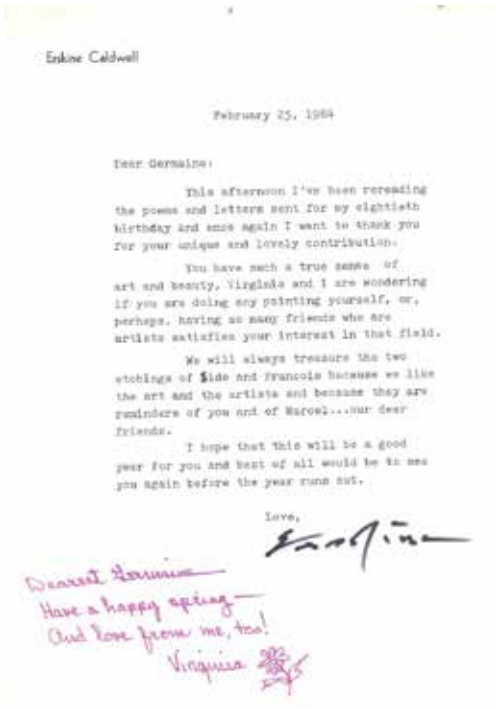 Erskine Caldwell
February 25, 1984
Dear Germaine:
This afternoon I've been rereading
the poems and letters sent for my eightieth
birthday and once again I want to thank you
for your unique and lovely contribution.
You have such a true sense of
art and beauty, Virginia and I are wondering
if you are doing any painting yourself, or,
perhaps, having so many friends who are
artists satisfies your interest in that field.
We will always treasure the two
etchings of Side and Francois because we like
the art and the artists and because they are
reminders of you and of Marcel...our dear
friends.
I hope that this will be a good
year for you and best of all would be to see
you again before the year runs out.
Love,
Erskine
Dearest Germaine
Have a happy spring—
And love from me, too!
Virginia